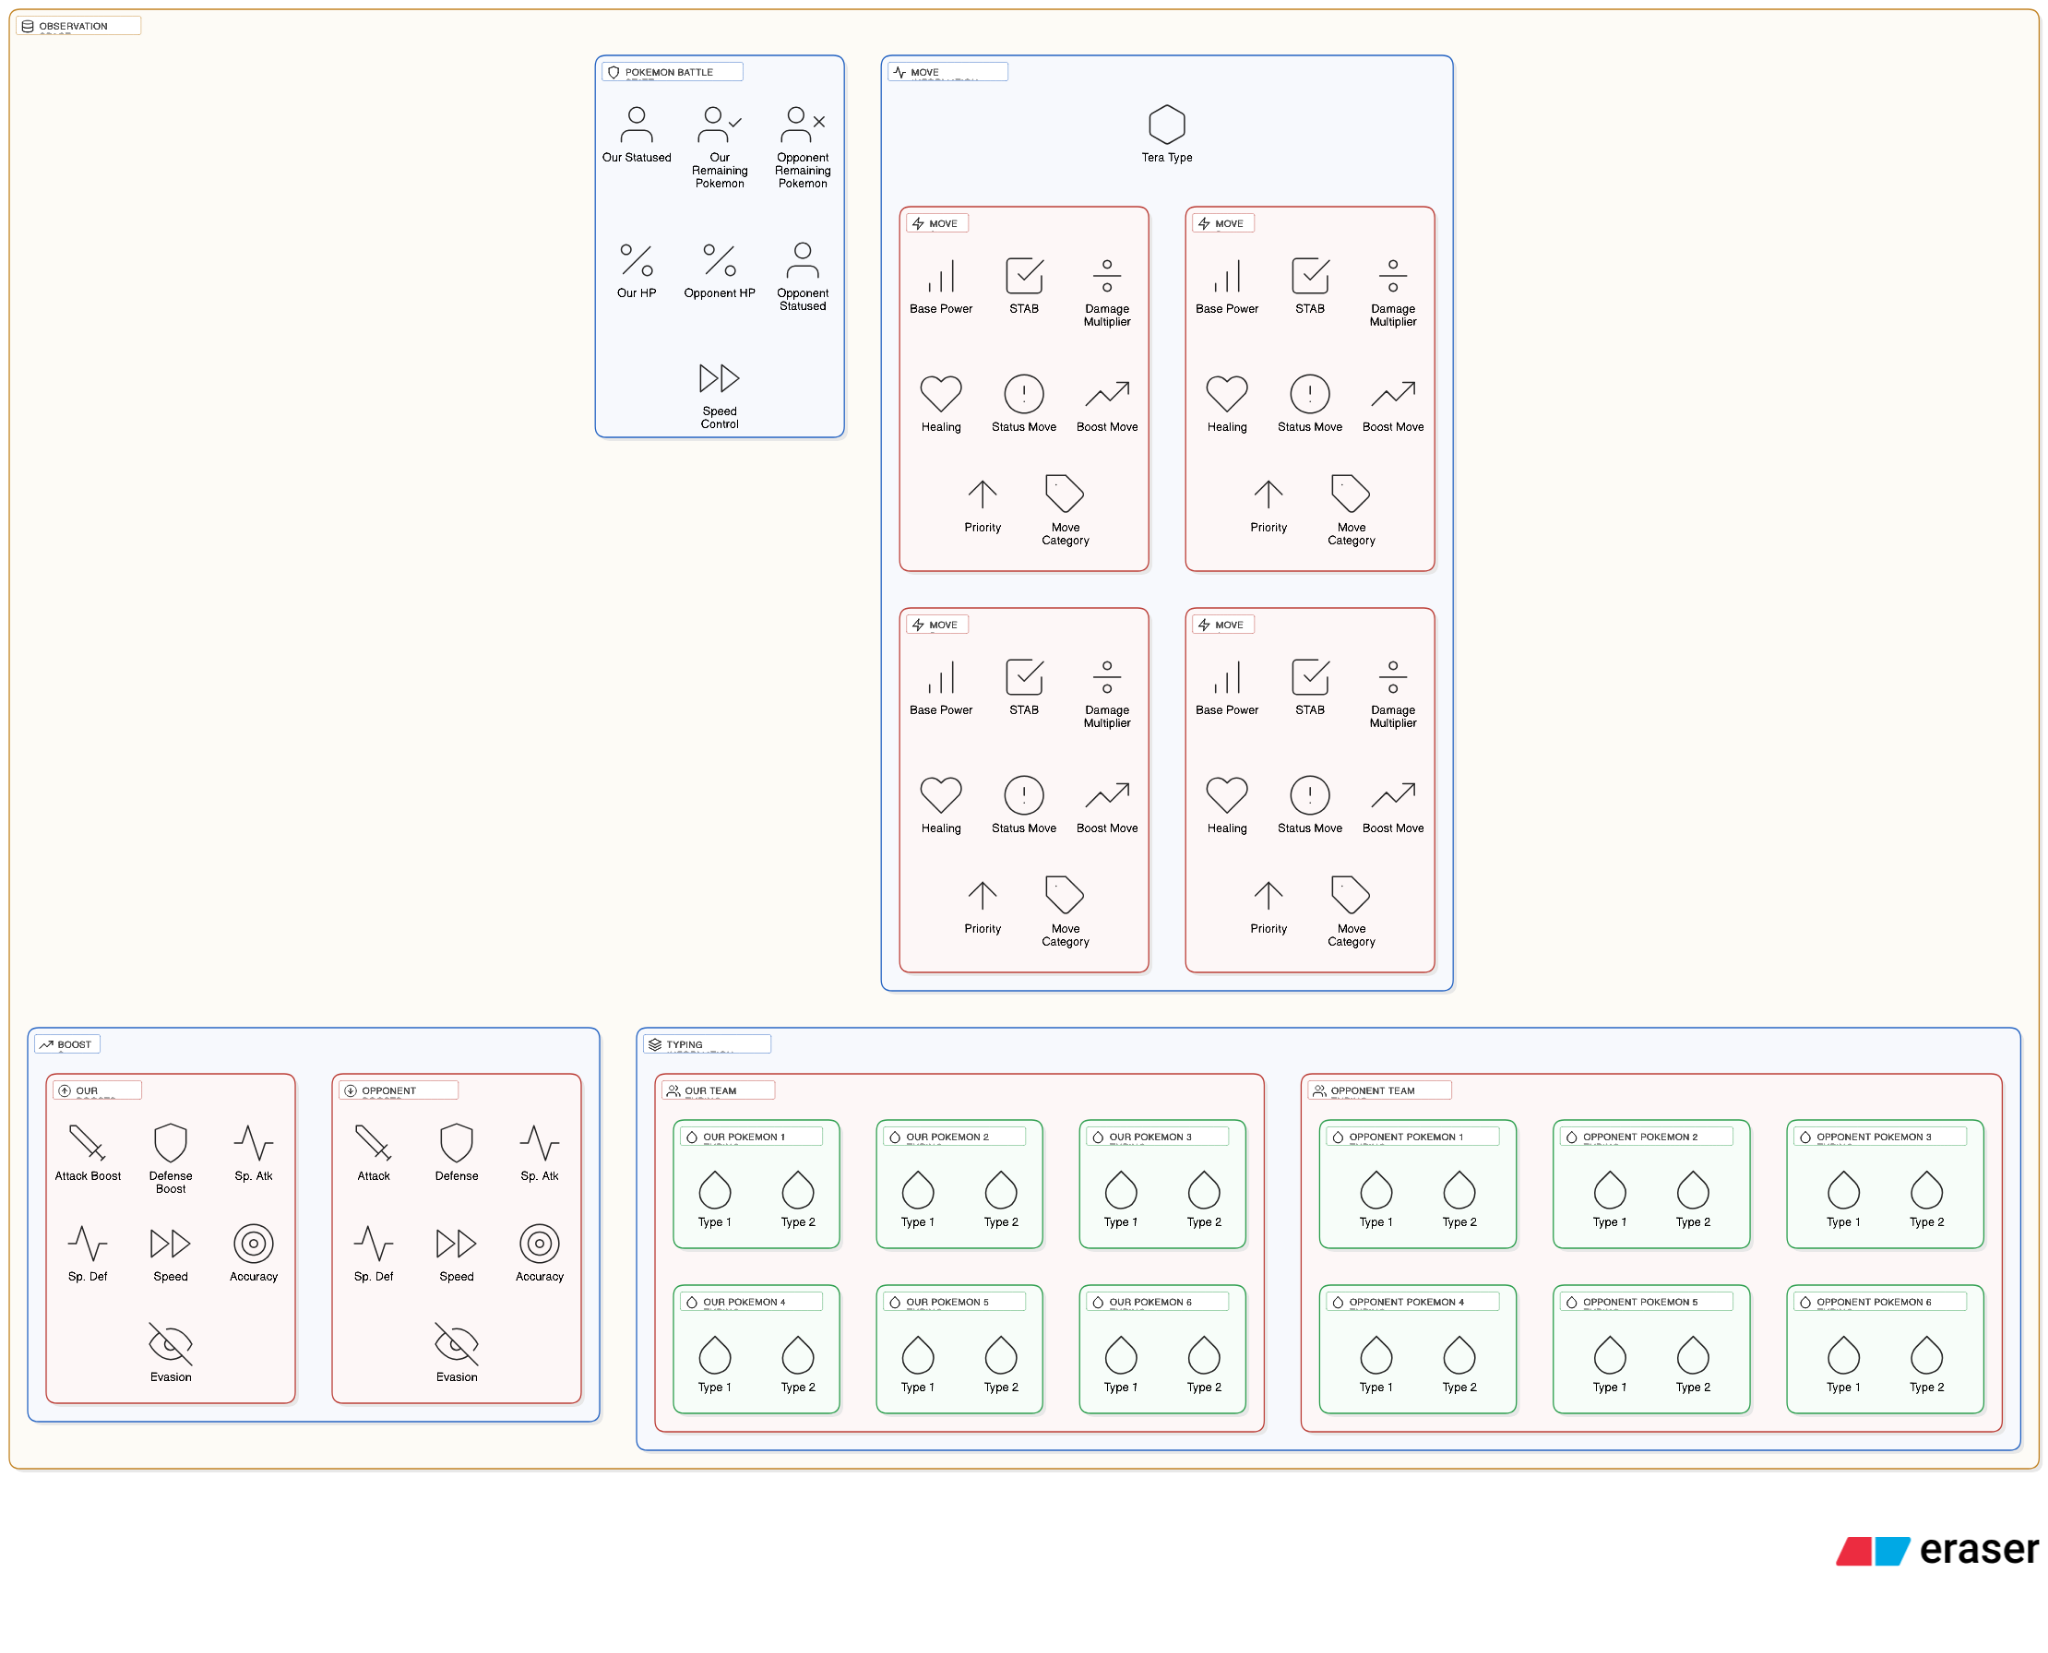 OBSERVATION
POKEMON BATTLE
Our Statused
Our
Remaining
Pokemon
Opponent
Remaining
Pokemon
Our HP
Opponent HP
Opponent
Statused
Speed
Control
MOVE
Tera Type
MOVE
Base Power
STAB
Damage
Multiplier
Healing
Status Move
Boost Move
Priority
Move
Category
MOVE
Base Power
STAB
Damage
Multiplier
Healing
Status Move
Boost Move
Priority
Move
Category
MOVE
Base Power
STAB
Damage
Multiplier
Healing
Status Move
Boost Move
Priority
Move
Category
MOVE
Base Power
STAB
Damage
Multiplier
Healing
Status Move
Boost Move
Priority
Move
Category
BOOST
OUR
Attack Boost
Defense
Boost
Sp. Atk
Sp. Def
Speed
Accuracy
Evasion
OPPONENT
Attack
Defense
Sp. Atk
Sp. Def
Speed
Accuracy
Evasion
TYPING
OUR TEAM
OUR POKEMON 1
Type 1
Type 2
OUR POKEMON 2
Type 1
Type 2
OUR POKEMON 3
Type 1
Type 2
OUR POKEMON 4
Type 1
Type 2
OUR POKEMON 5
Type 1
Type 2
OUR POKEMON 6
Type 1
Type 2
OPPONENT TEAM
OPPONENT POKEMON 1
Type 1
Type 2
OPPONENT POKEMON 2
Type 1
Type 2
OPPONENT POKEMON 3
Type 1
Type 2
OPPONENT POKEMON 4
Type 1
Type 2
OPPONENT POKEMON 5
Type 1
Type 2
OPPONENT POKEMON 6
Type 1
Type 2
eraser